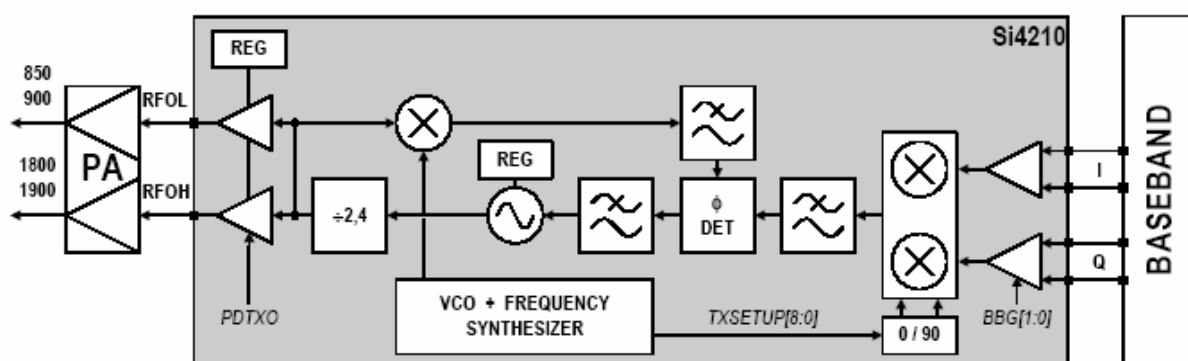 Si4210
REG
850
900
RFOL
PA
1800
1900
RFOH
÷2,4
REG
ϕ
DET
I
Q
BASEBAND
VCO + FREQUENCY
SYNTHESIZER
PDTXO
TXSETUP[8:0]
0 / 90
BBG[1:0]